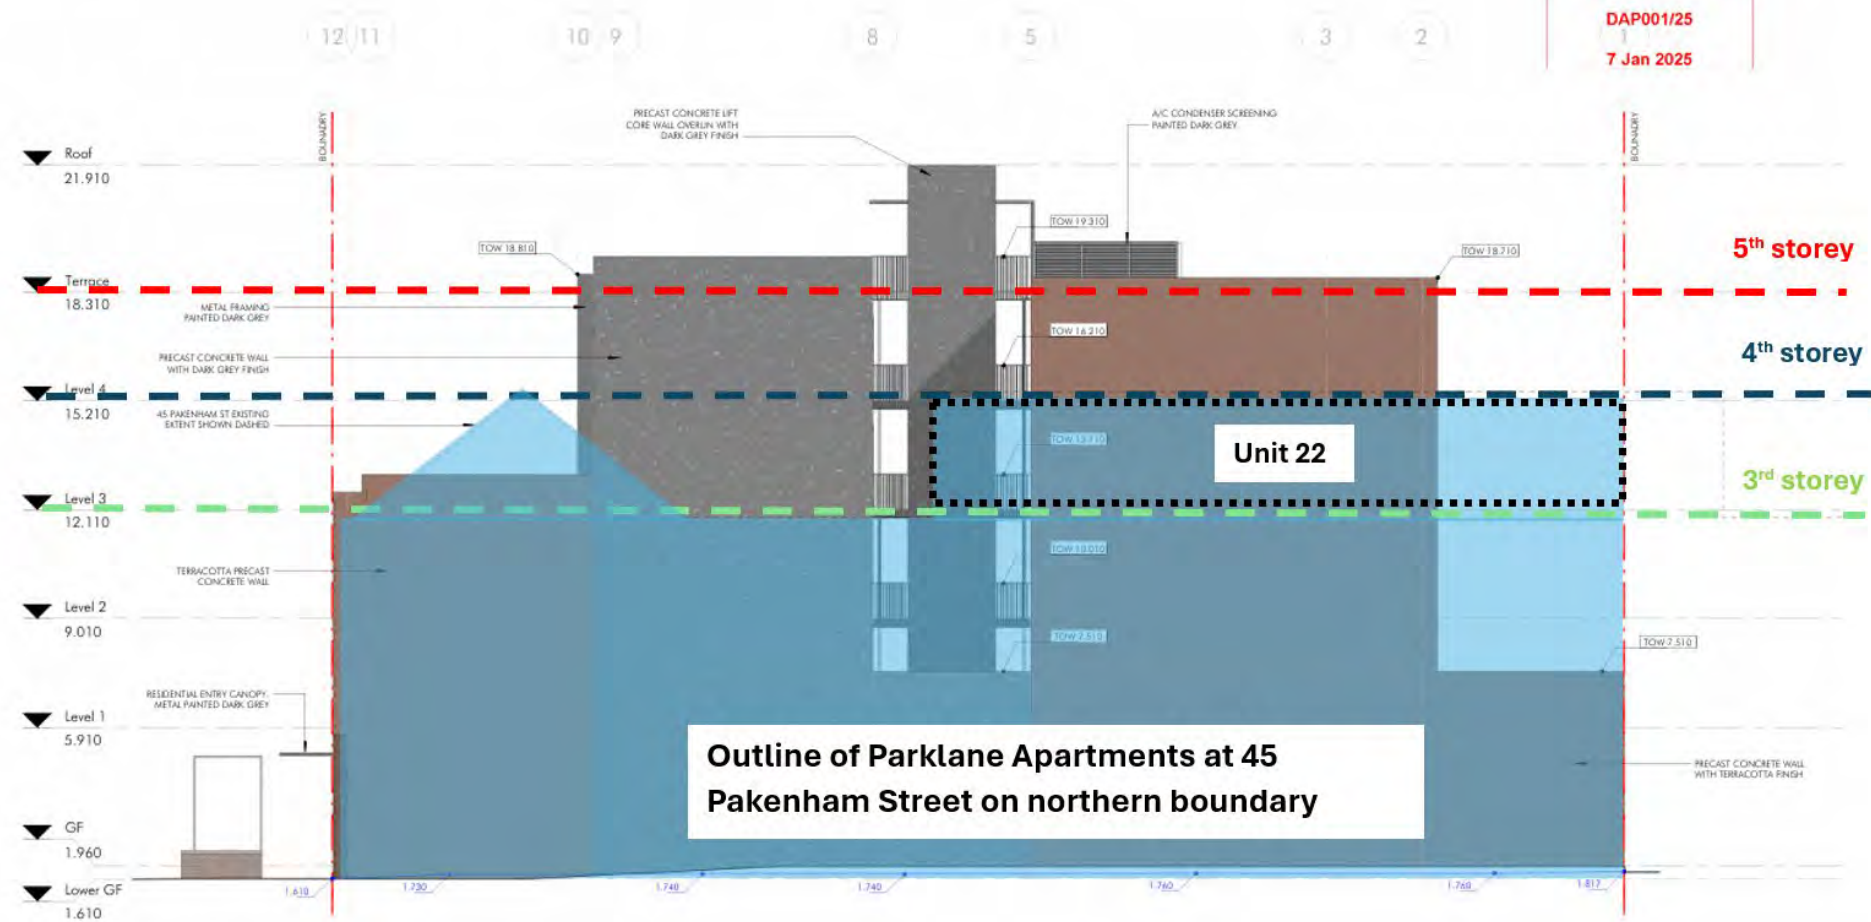 DAP001/25
12 11 10 9 8 5 3 2 1
7 Jan 2025
BOUNADRY
PRECAST CONCRETE LIFT
CORE WALL OVERUN WITH
DARK GREY FINISH
A/C CONDENSER SCREENING
PAINTED DARK GREY
BOUNADRY
Roof
21.910
TOW 19.310
TOW 18.810
TOW 18.710
5th storey
Terrace
18.310
METAL FRAMING
PAINTED DARK GREY
TOW 16.210
PRECAST CONCRETE WALL
WITH DARK GREY FINISH
4th storey
Level 4
15.210
45 PAKENHAM ST EXISTING
EXTENT SHOWN DASHED
Unit 22
3rd storey
Level 3
12.110
TOW 10.010
TERRACOTTA PRECAST
CONCRETE WALL
Level 2
9.010
TOW 7.510
TOW 7.510
RESIDENTIAL ENTRY CANOPY.
METAL PAINTED DARK GREY
Level 1
5.910
Outline of Parklane Apartments at 45
Pakenham Street on northern boundary
PRECAST CONCRETE WALL
WITH TERRACOTTA FINISH
GF
1.960
Lower GF
1.610
1.610 1.730 1.740 1.740 1.760 1.760 1.817